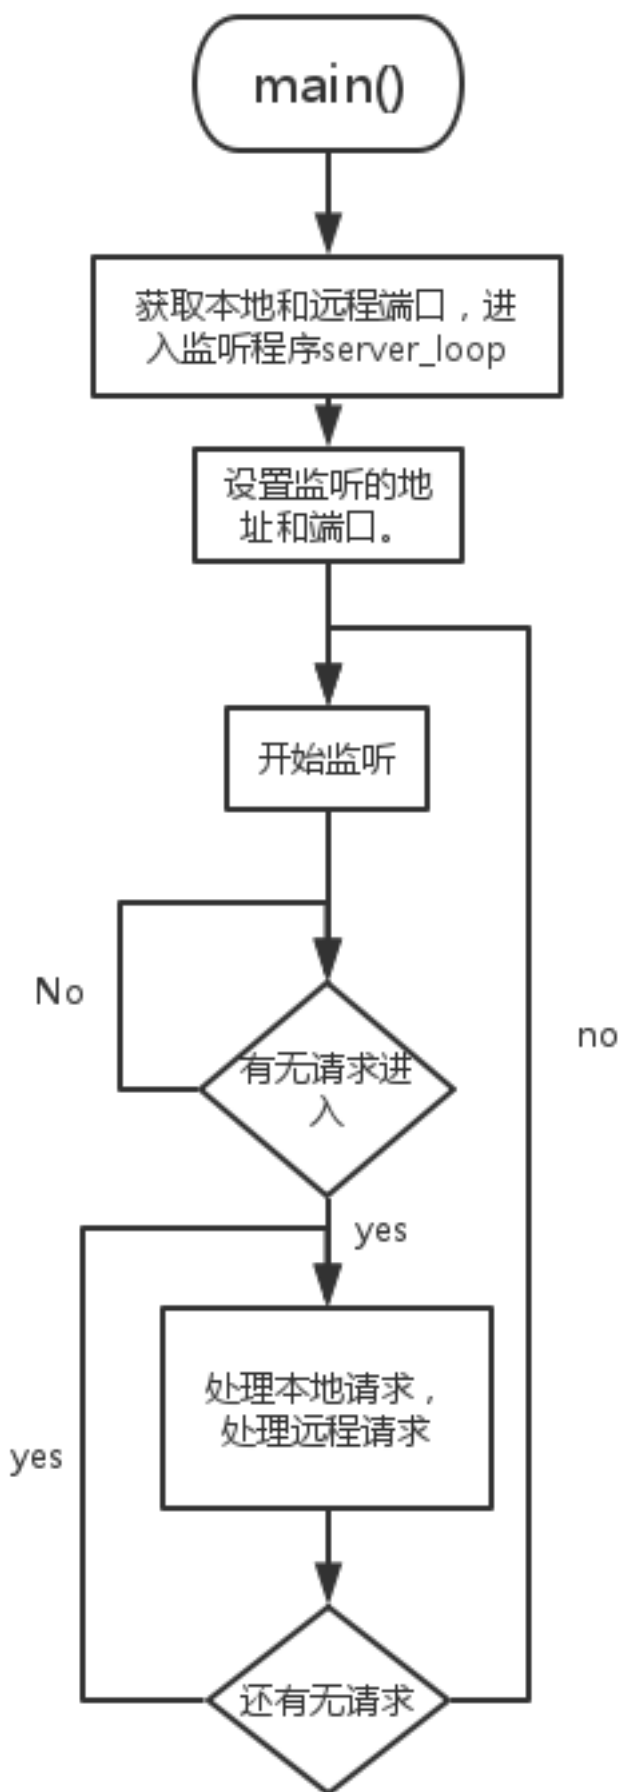 main()
获取本地和远程端口，进
入监听程序server_loop
设置监听的地
址和端口。
开始监听
No
no
有无请求进
入
yes
处理本地请求，
处理远程请求
yes
还有无请求